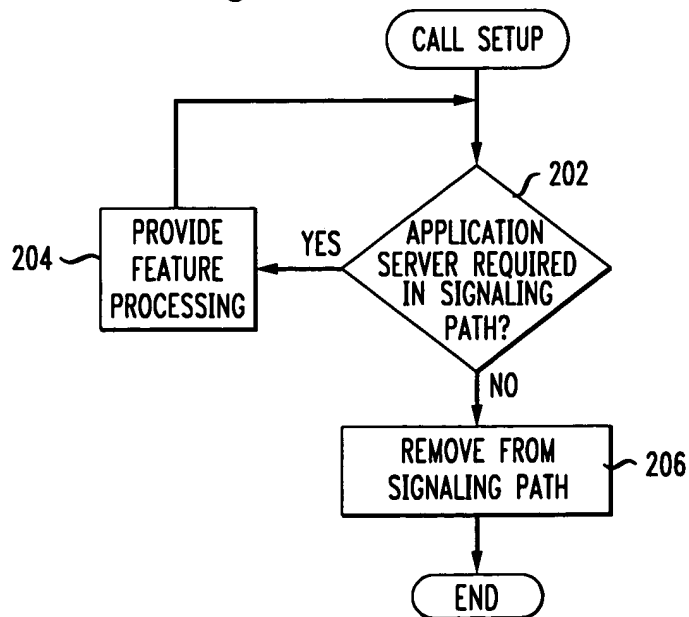 CALL SETUP
202
APPLICATION
SERVER REQUIRED
IN SIGNALING
PATH?
YES
204
PROVIDE
FEATURE
PROCESSING
NO
REMOVE FROM
SIGNALING PATH
206
END